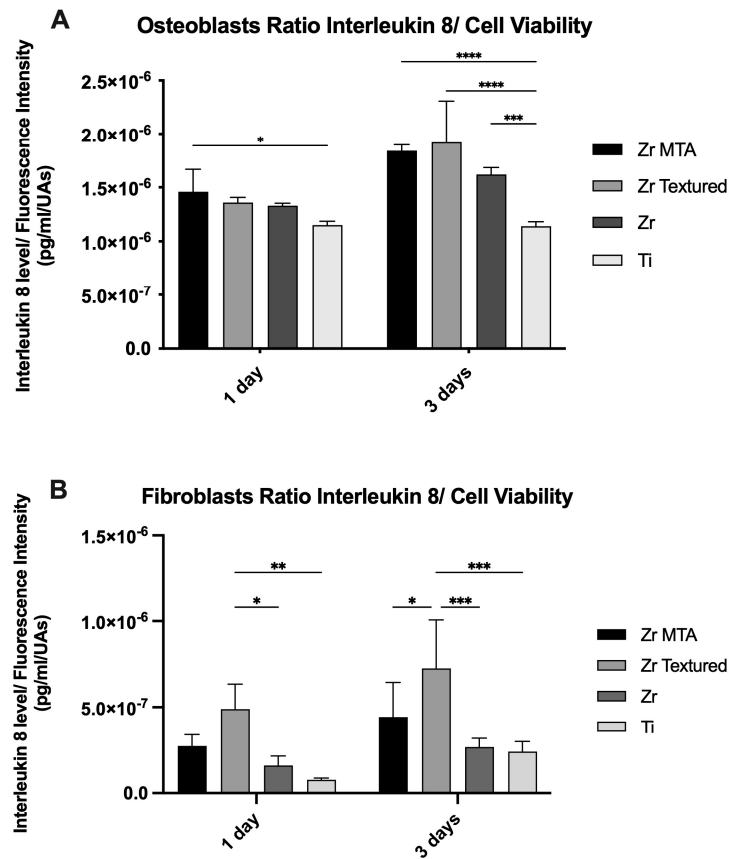 A
Osteoblasts Ratio Interleukin 8/ Cell Viability
Interleukin 8 level/ Fluorescence Intensity
(pg/ml/UAs)
2.5×10-6
2.0×10-6
1.5×10-6
1.0×10-6
5.0×10-7
0.0
*
****
****
***
1 day
3 days
Zr MTA
Zr Textured
Zr
Ti
B
Fibroblasts Ratio Interleukin 8/ Cell Viability
Interleukin 8 level/ Fluorescence Intensity
(pg/ml/UAs)
1.5×10-6
1.0×10-6
5.0×10-7
0.0
**
*
***
*
***
1 day
3 days
Zr MTA
Zr Textured
Zr
Ti